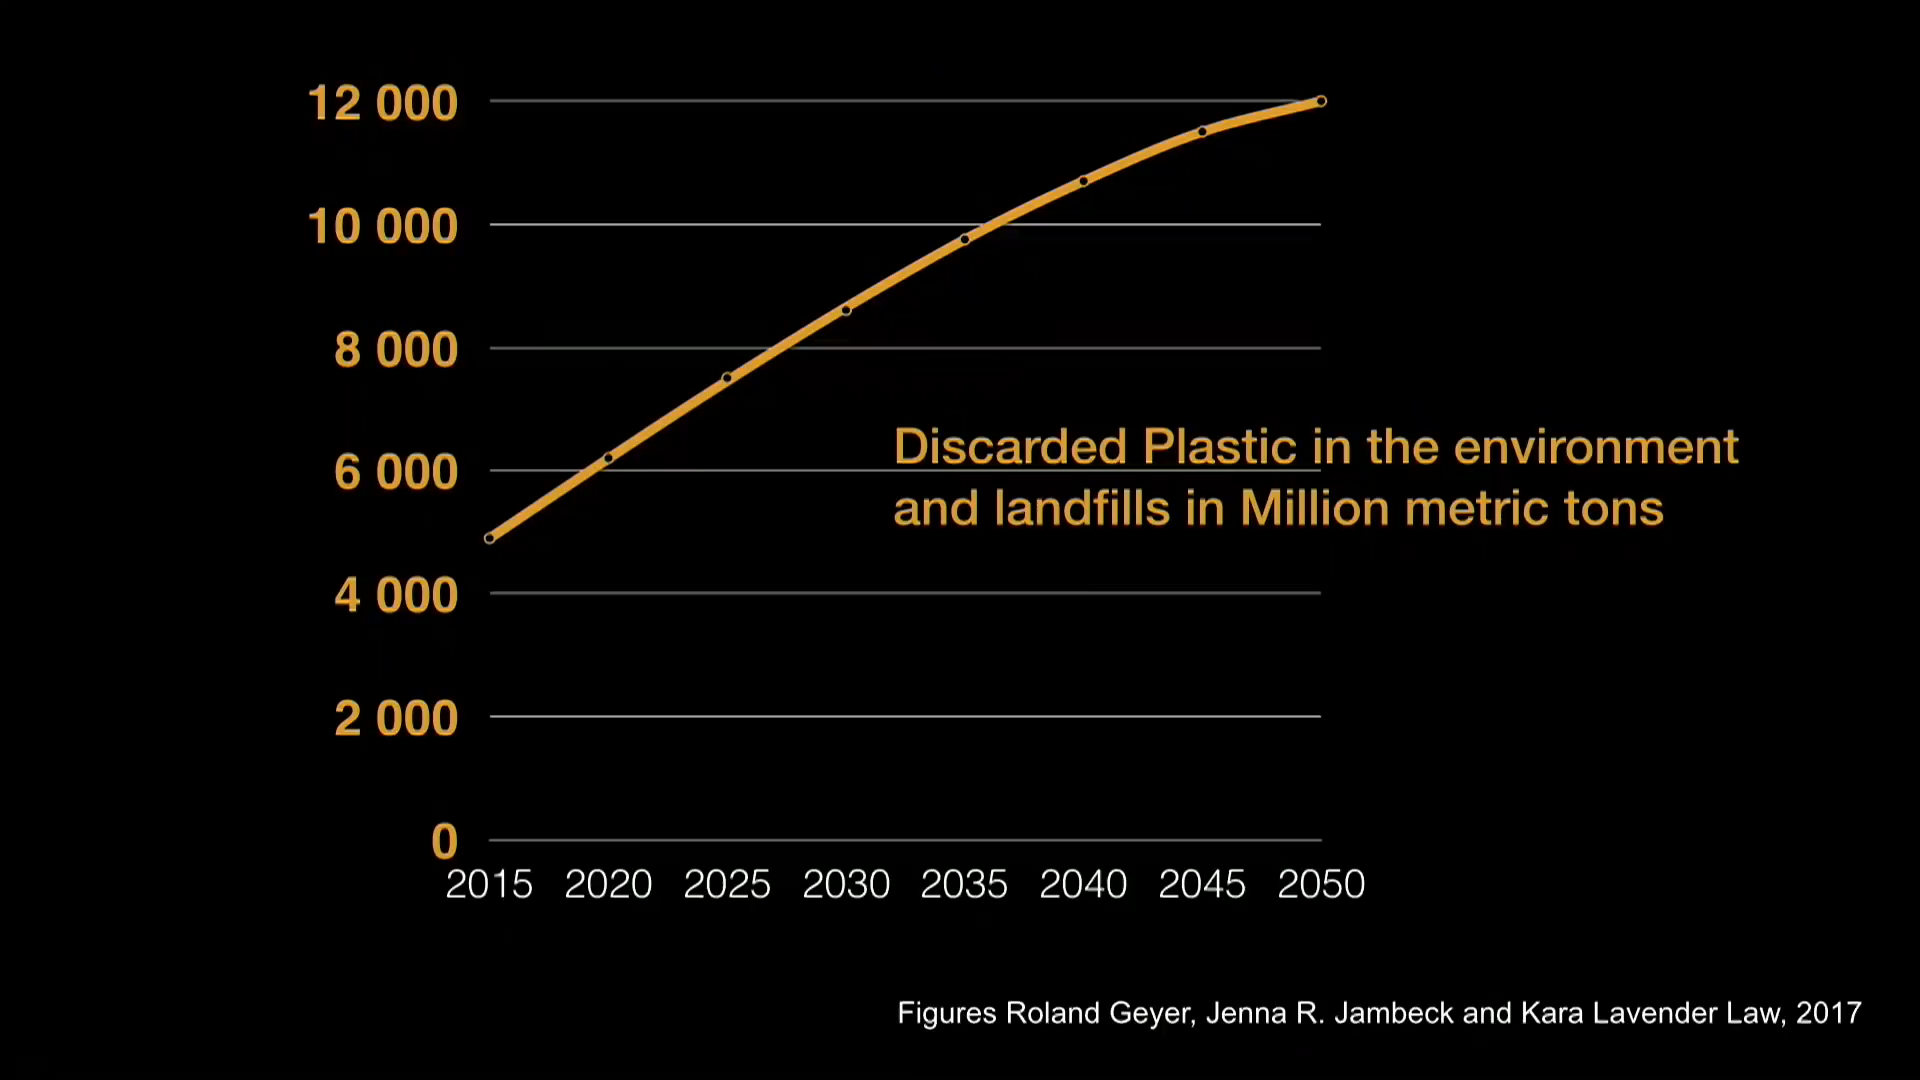 12 000
10 000
8 000
6 000
4 000
2 000
0
Discarded Plastic in the environment
and landfills in Million metric tons
2015 2020 2025 2030 2035 2040 2045 2050
Figures Roland Geyer, Jenna R. Jambeck and Kara Lavender Law, 2017